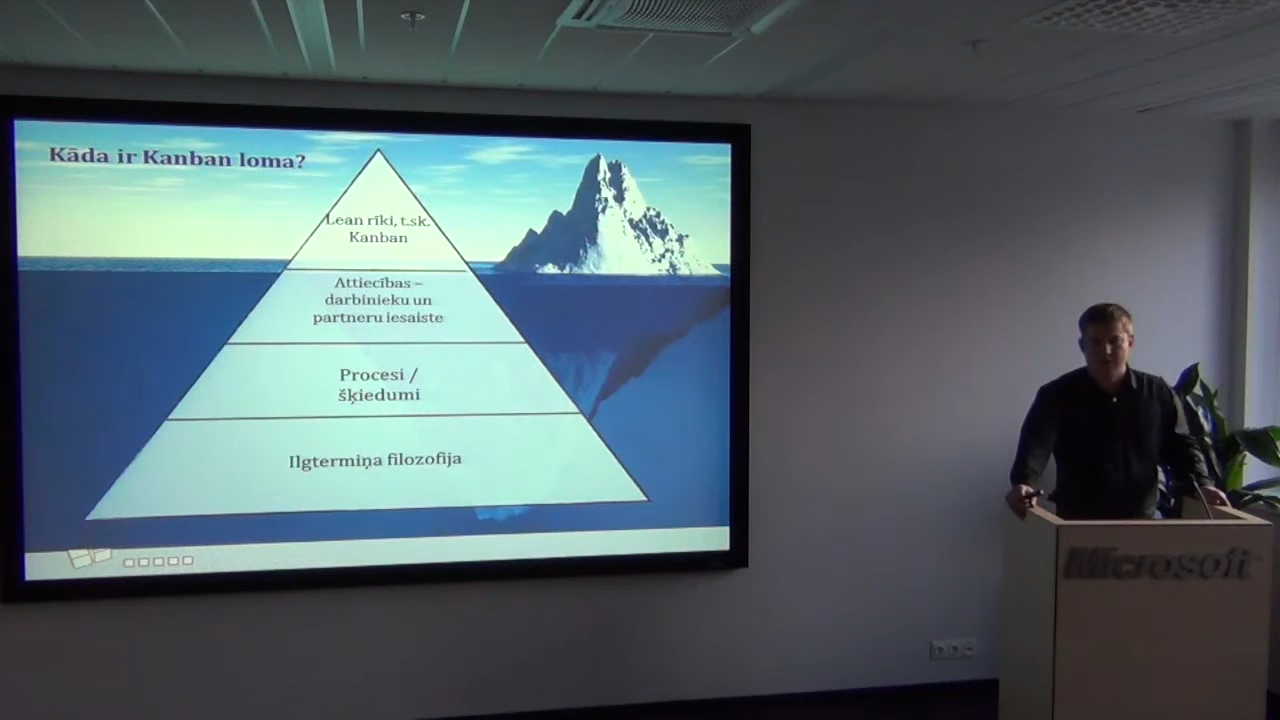 Kāda ir Kanban loma?
Lean rīki, t.sk.
Kanban
Attiecības –
darbinieku un
partneru iesaiste
Procesi /
šķiedumi
Ilgtermiņa filozofija
Microsoft